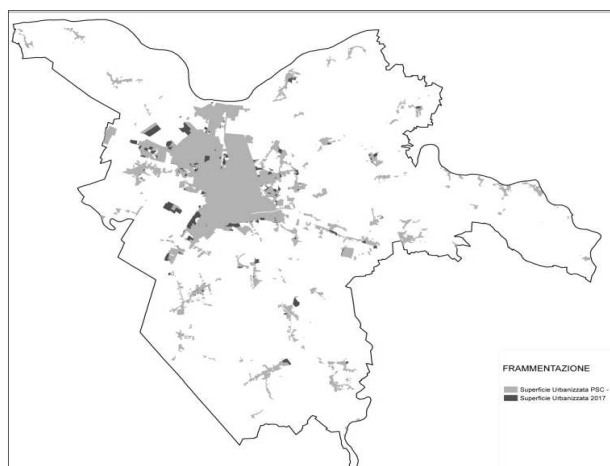 FRAMMENTAZIONE
Superficie Urbanizzata PSC -
Superficie Urbanizzata 2017